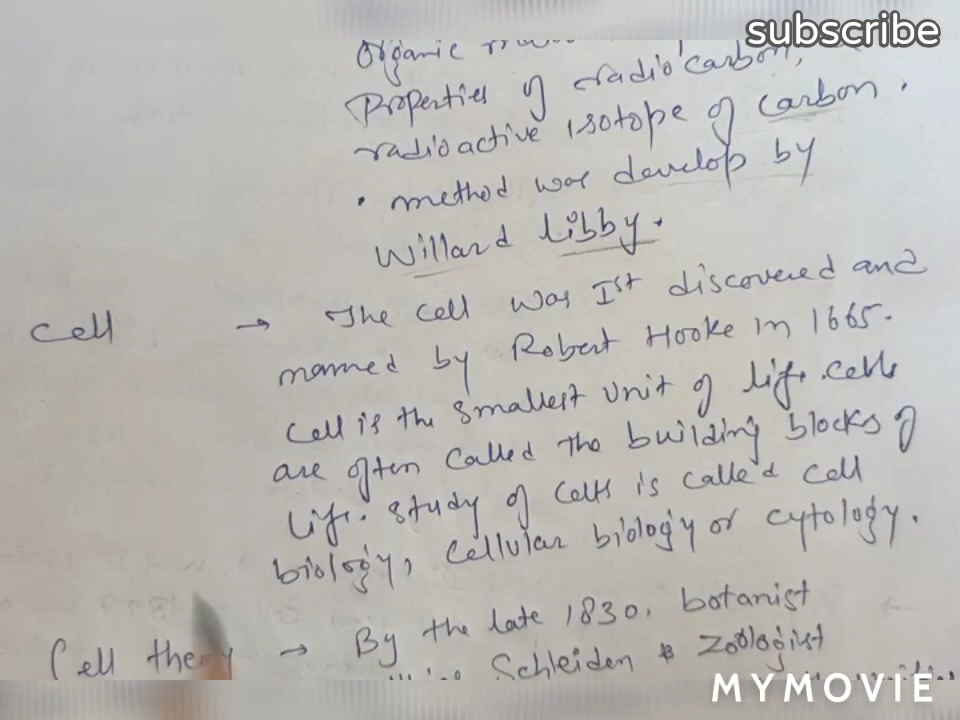 subscribe
Organic
Properties of radio carbon,
radioactive isotope of carbon.
• method was develop by
Willard Libby.
Cell → The cell was Ist discovered and
named by Robert Hooke in 1665.
Cell is the smallest unit of life. cells
are often called the building blocks of
life. study of cells is called cell
biology, cellular biology or cytology.
Cell theory → By the late 1830. botanist
Schleiden & Zoologist
MYMOVIE